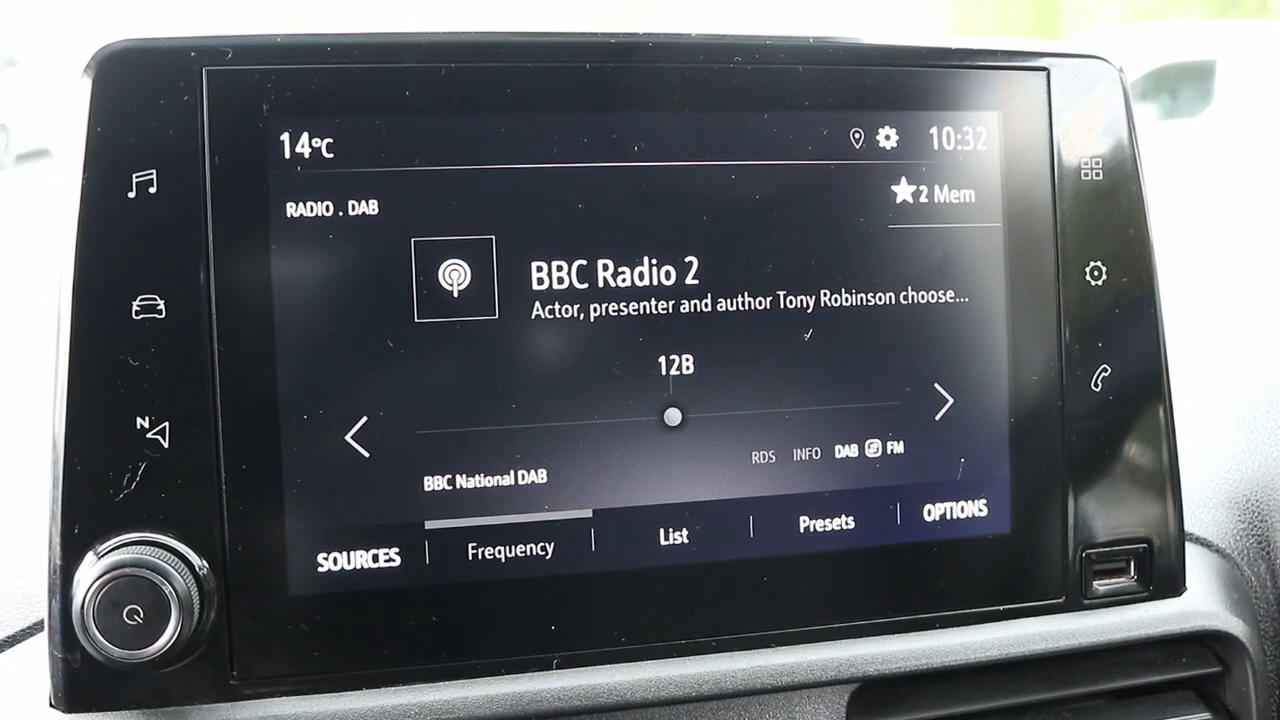 14°C
10:32
RADIO . DAB
2 Mem
BBC Radio 2
Actor, presenter and author Tony Robinson choose...
12B
N
RDS INFO DAB FM
BBC National DAB
SOURCES Frequency List Presets OPTIONS